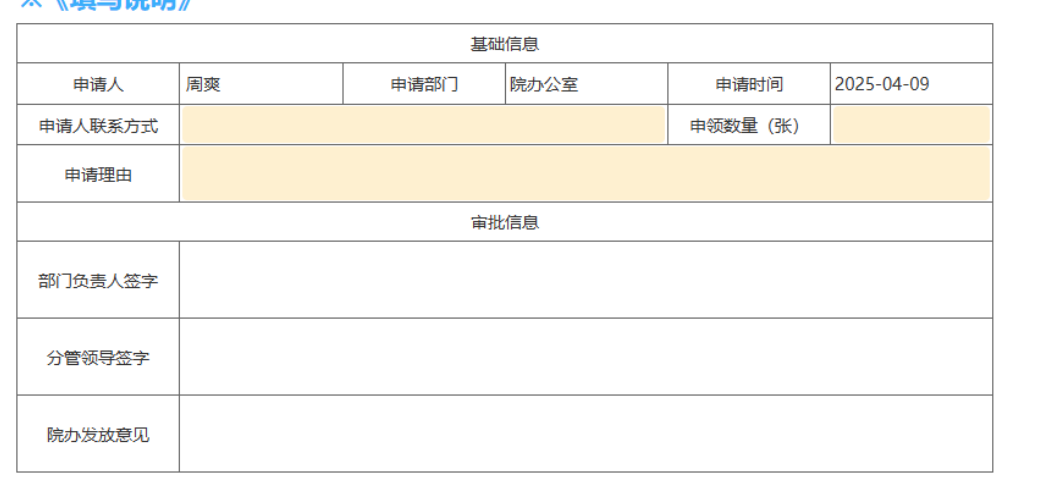 ※《填写说明》
基础信息
申请人 周爽 申请部门 院办公室 申请时间 2025-04-09
申请人联系方式 申领数量（张）
申请理由
审批信息
部门负责人签字
分管领导签字
院办发放意见